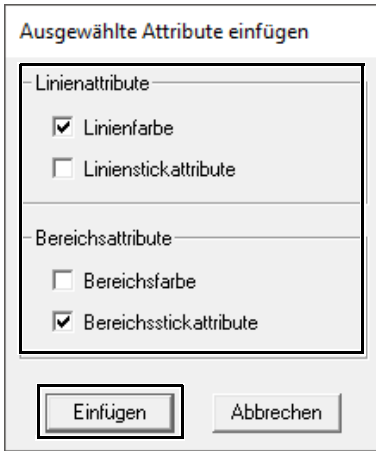 Ausgewählte Attribute einfügen
Linienattribute
Linienfarbe
Linienstickattribute
Bereichsattribute
Bereichsfarbe
Bereichsstickattribute
Einfügen Abbrechen